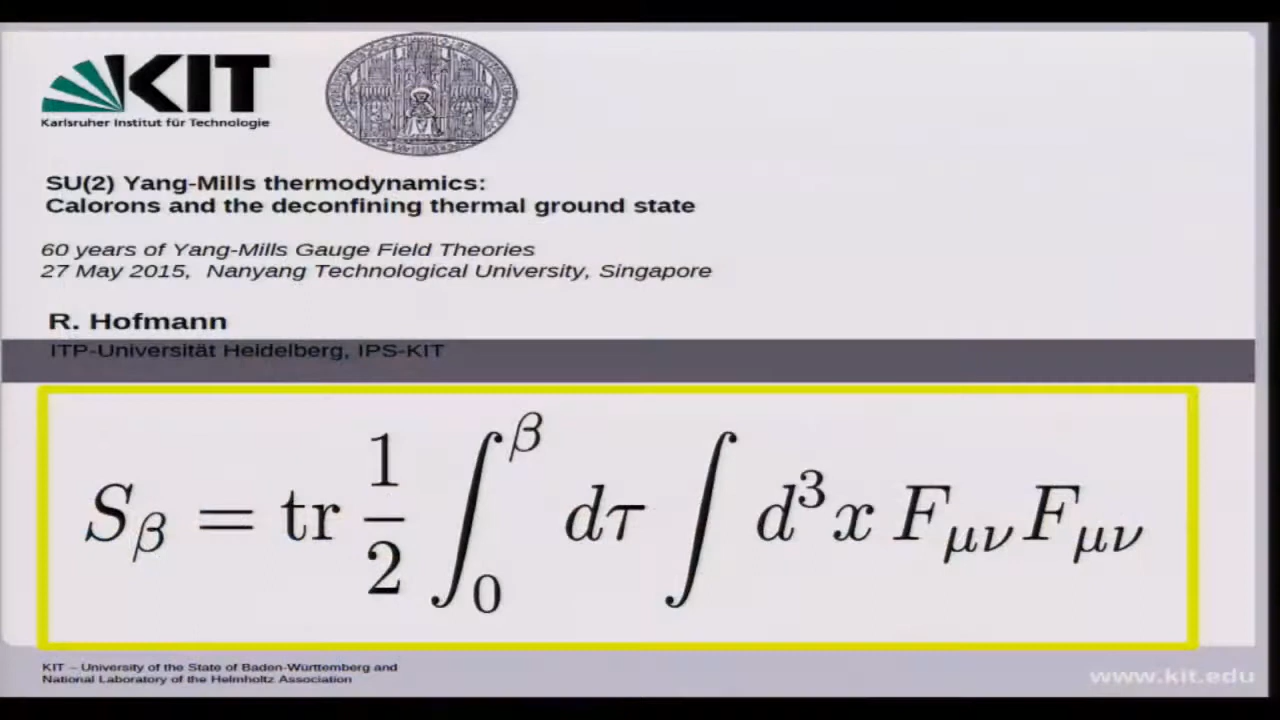 KIT
Karlsruher Institut für Technologie
SU(2) Yang-Mills thermodynamics:
Calorons and the deconfining thermal ground state
60 years of Yang-Mills Gauge Field Theories
27 May 2015, Nanyang Technological University, Singapore
R. Hofmann
ITP-Universität Heidelberg, IPS-KIT
S_β = tr 1/2 ∫_0^β dτ ∫ d³x F_μν F_μν
KIT – University of the State of Baden-Württemberg and
National Laboratory of the Helmholtz Association
www.kit.edu